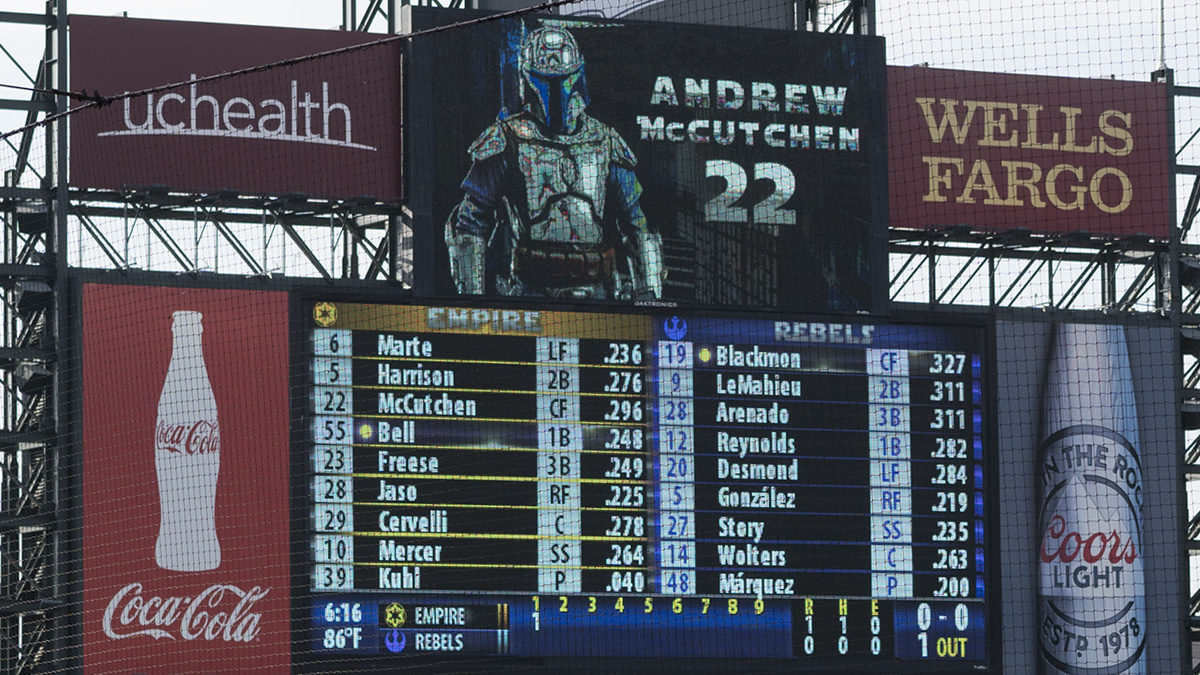 uchealth
ANDREW
McCUTCHEN
22
WELLS
FARGO
DAKTRONICS
EMPIRE
6 Marte LF .236
5 Harrison 2B .276
22 McCutchen CF .296
55 Bell 1B .248
23 Freese 3B .249
28 Jaso RF .225
29 Cervelli C .278
10 Mercer SS .264
39 Kuhl P .040
REBELS
19 Blackmon CF .327
9 LeMahieu 2B .311
28 Arenado 3B .311
12 Reynolds 1B .282
20 Desmond LF .284
5 González RF .219
27 Story SS .235
14 Wolters C .263
48 Márquez P .200
1 2 3 4 5 6 7 8 9 R H E
6:16 EMPIRE 1 1 1 0 0 - 0
86°F REBELS 0 0 0 1 OUT
Coca-Cola
Coca-Cola
IN THE ROC
Coors
LIGHT
ESTD 1978